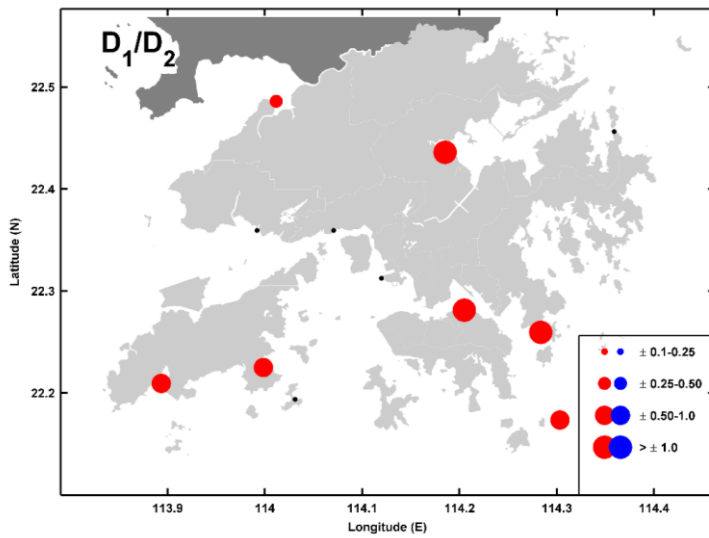 D₁/D₂
22.5
22.4
22.3
22.2
Latitude (N)
± 0.1-0.25
± 0.25-0.50
± 0.50-1.0
> ± 1.0
113.9 114 114.1 114.2 114.3 114.4
Longitude (E)